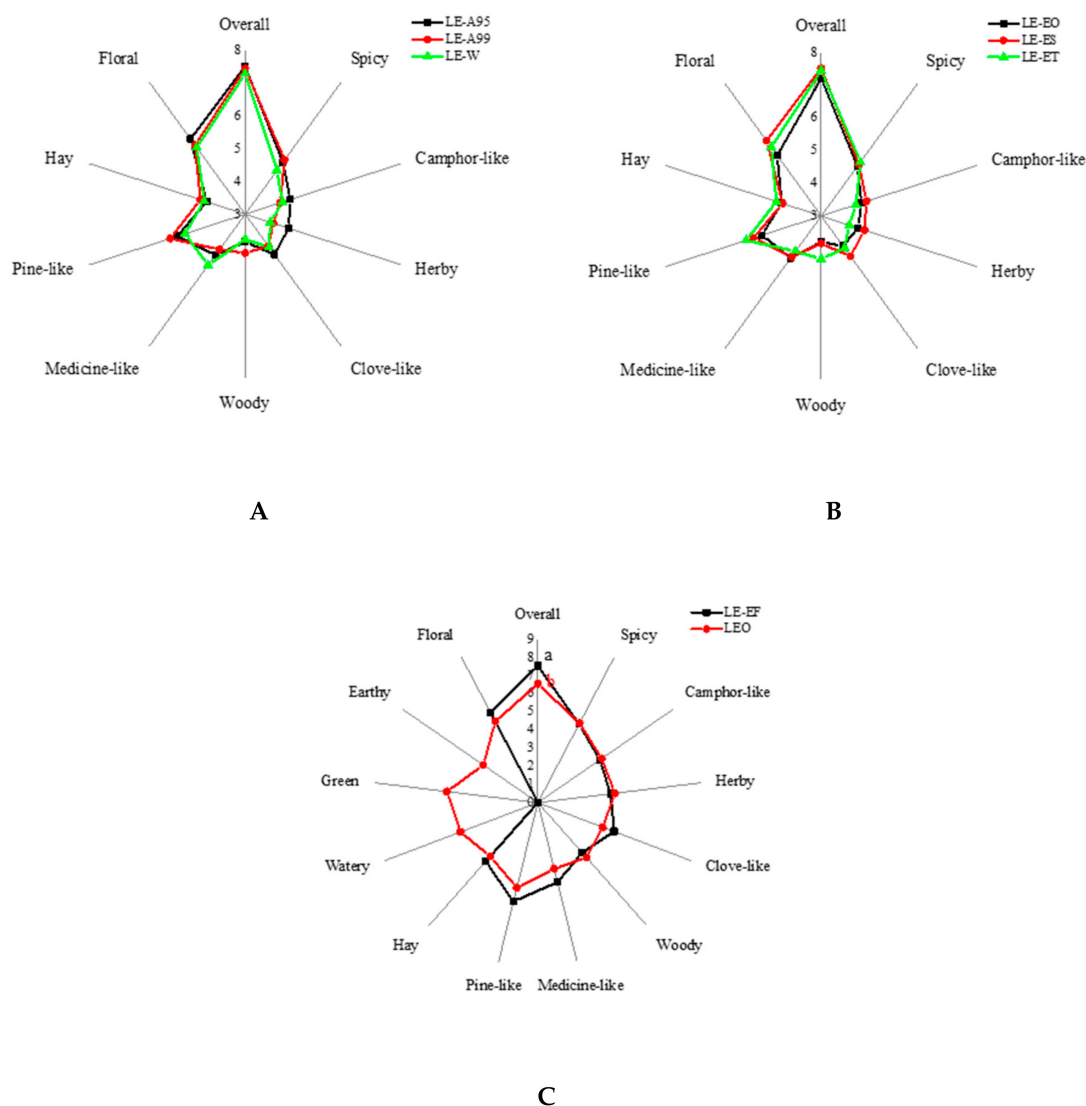 Overall
LE-A95
LE-A99
LE-W
Floral
Spicy
Hay
Camphor-like
Pine-like
Herby
Medicine-like
Clove-like
Woody
8
6
4
3
A
Overall
LE-EO
LE-ES
LE-ET
Floral
Spicy
Hay
Camphor-like
Pine-like
Herby
Medicine-like
Clove-like
Woody
8
6
5
4
3
B
Overall
LE-EF
LEO
Floral
Spicy
Earthy
Camphor-like
Green
Herby
Watery
Clove-like
Hay
Woody
Pine-like
Medicine-like
9
8
a
b
6
5
4
3
2
1
0
C